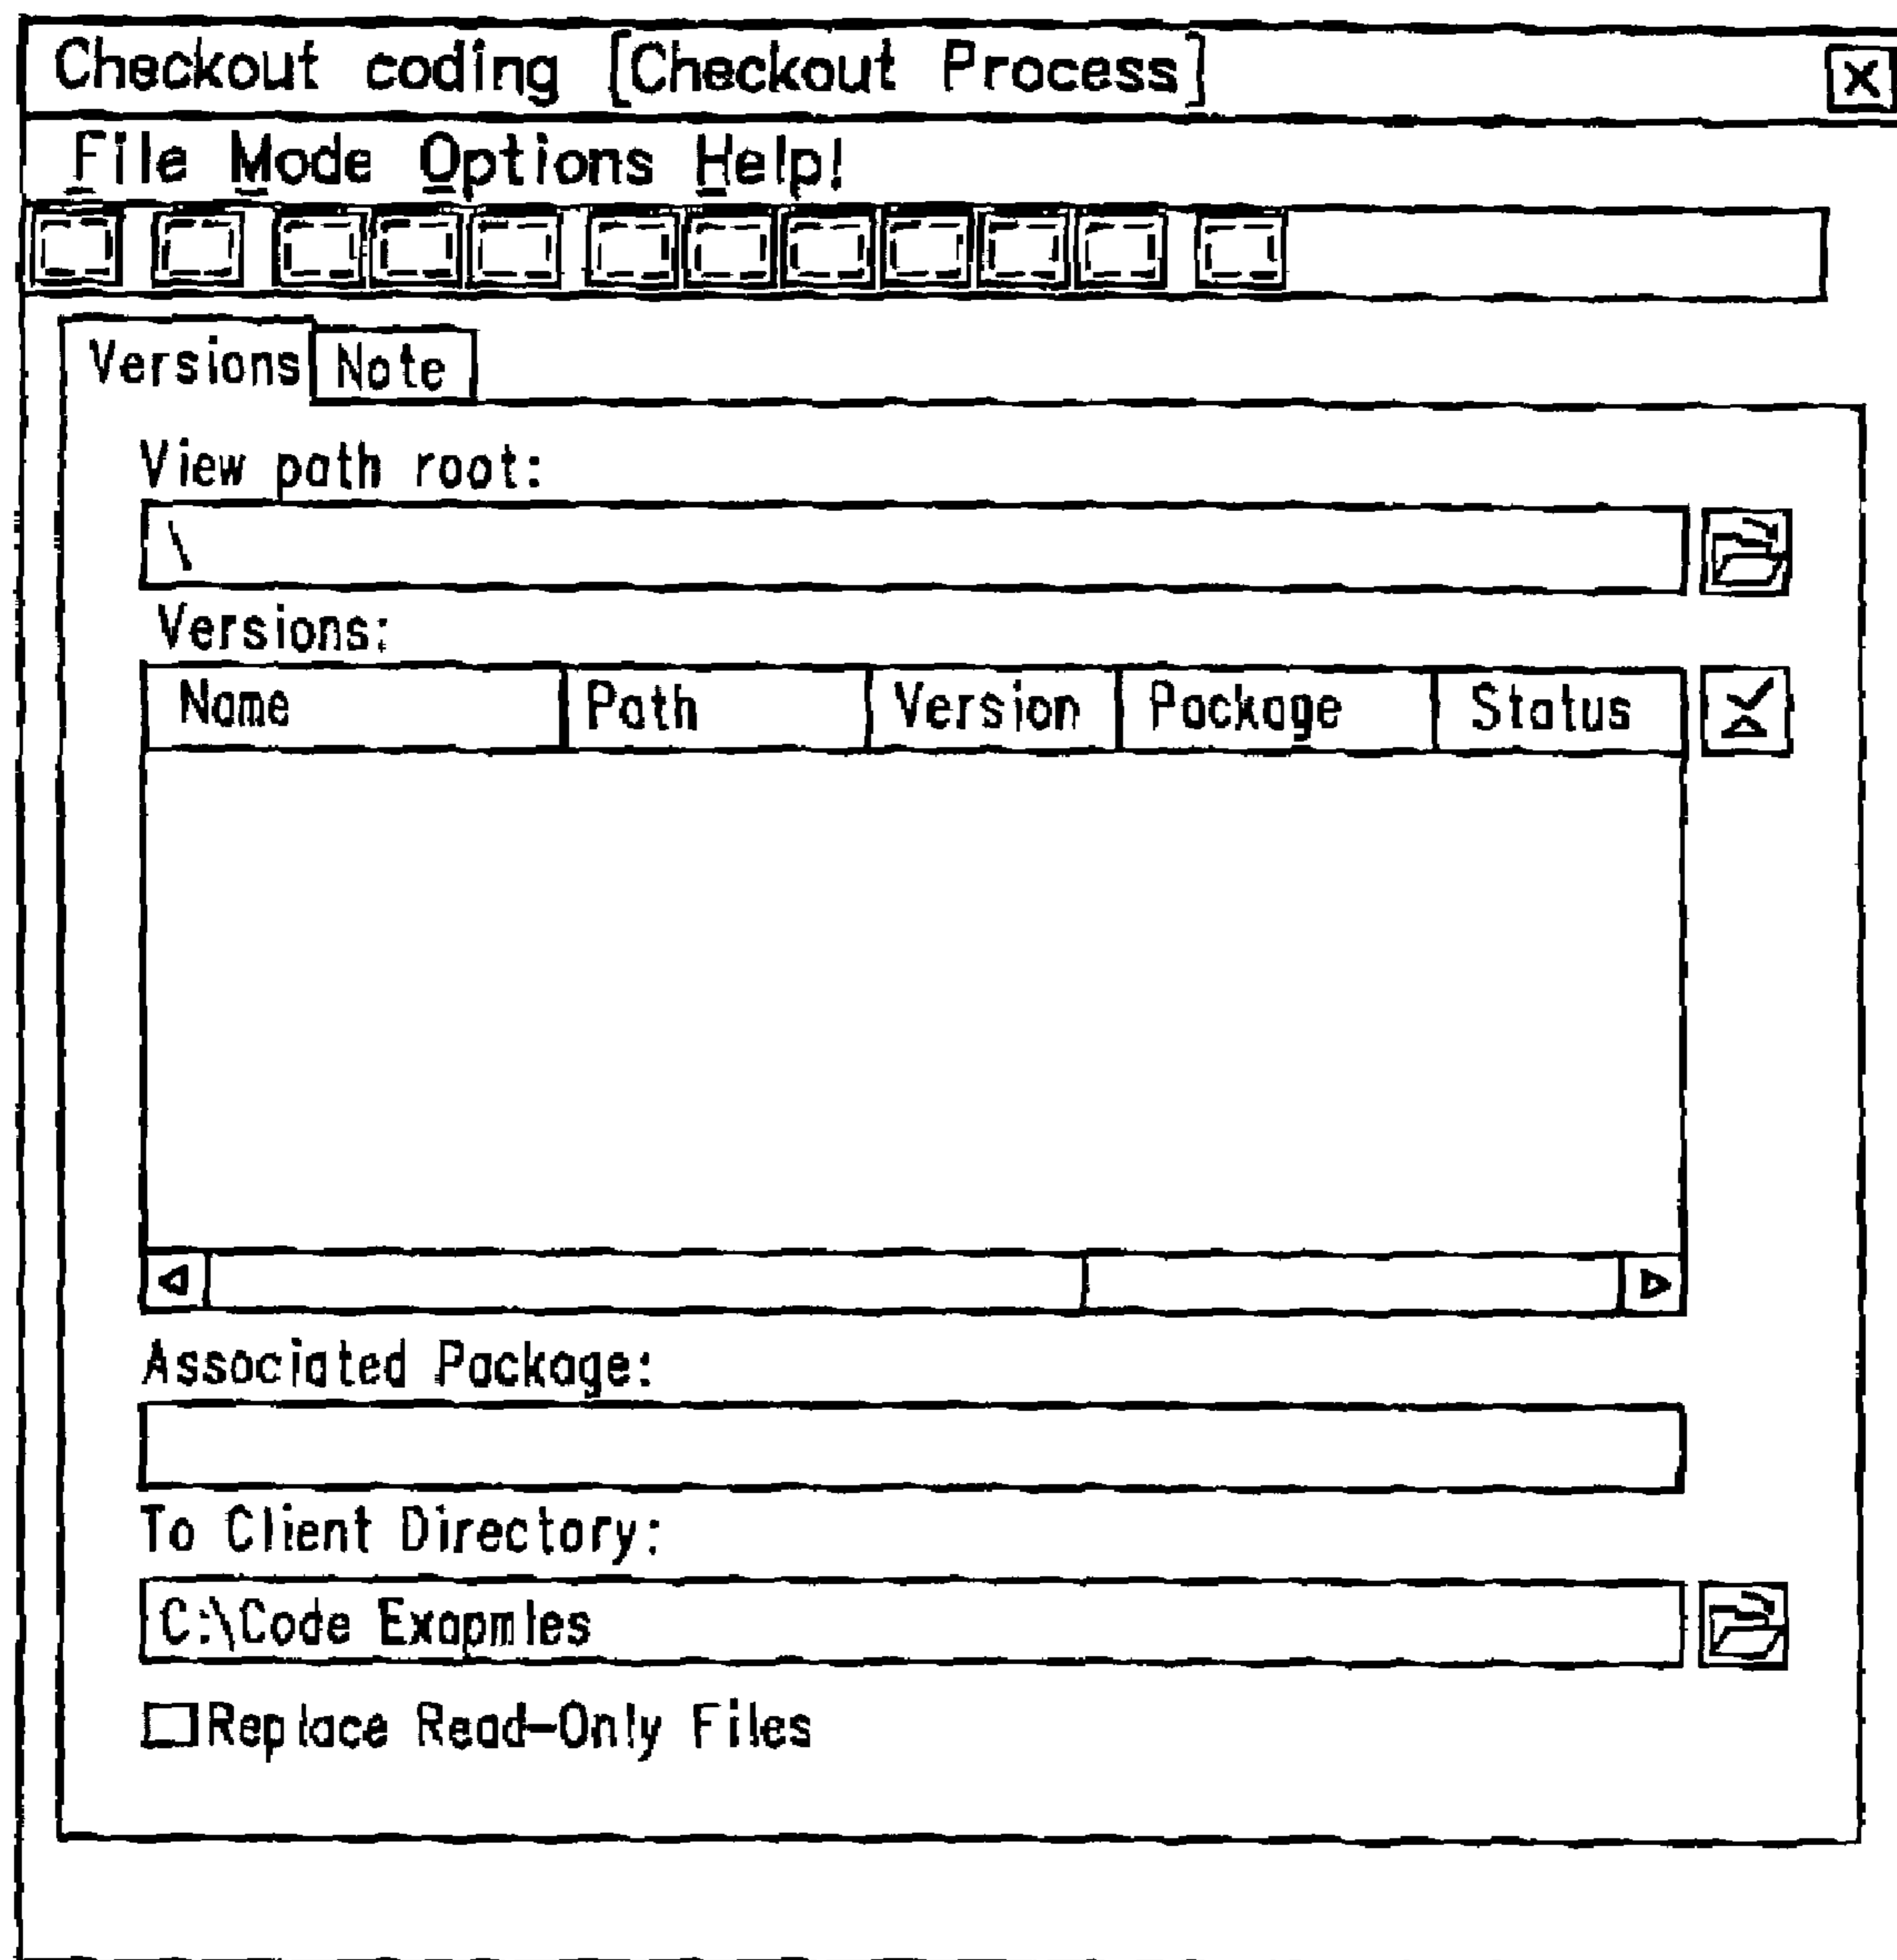 Checkout coding [Checkout Process]
File Mode Options Help!
Versions Note
View path root:
\
Versions:
Name Path Version Package Status
Associated Package:
To Client Directory:
C:\Code Exapmles
Replace Read-Only Files